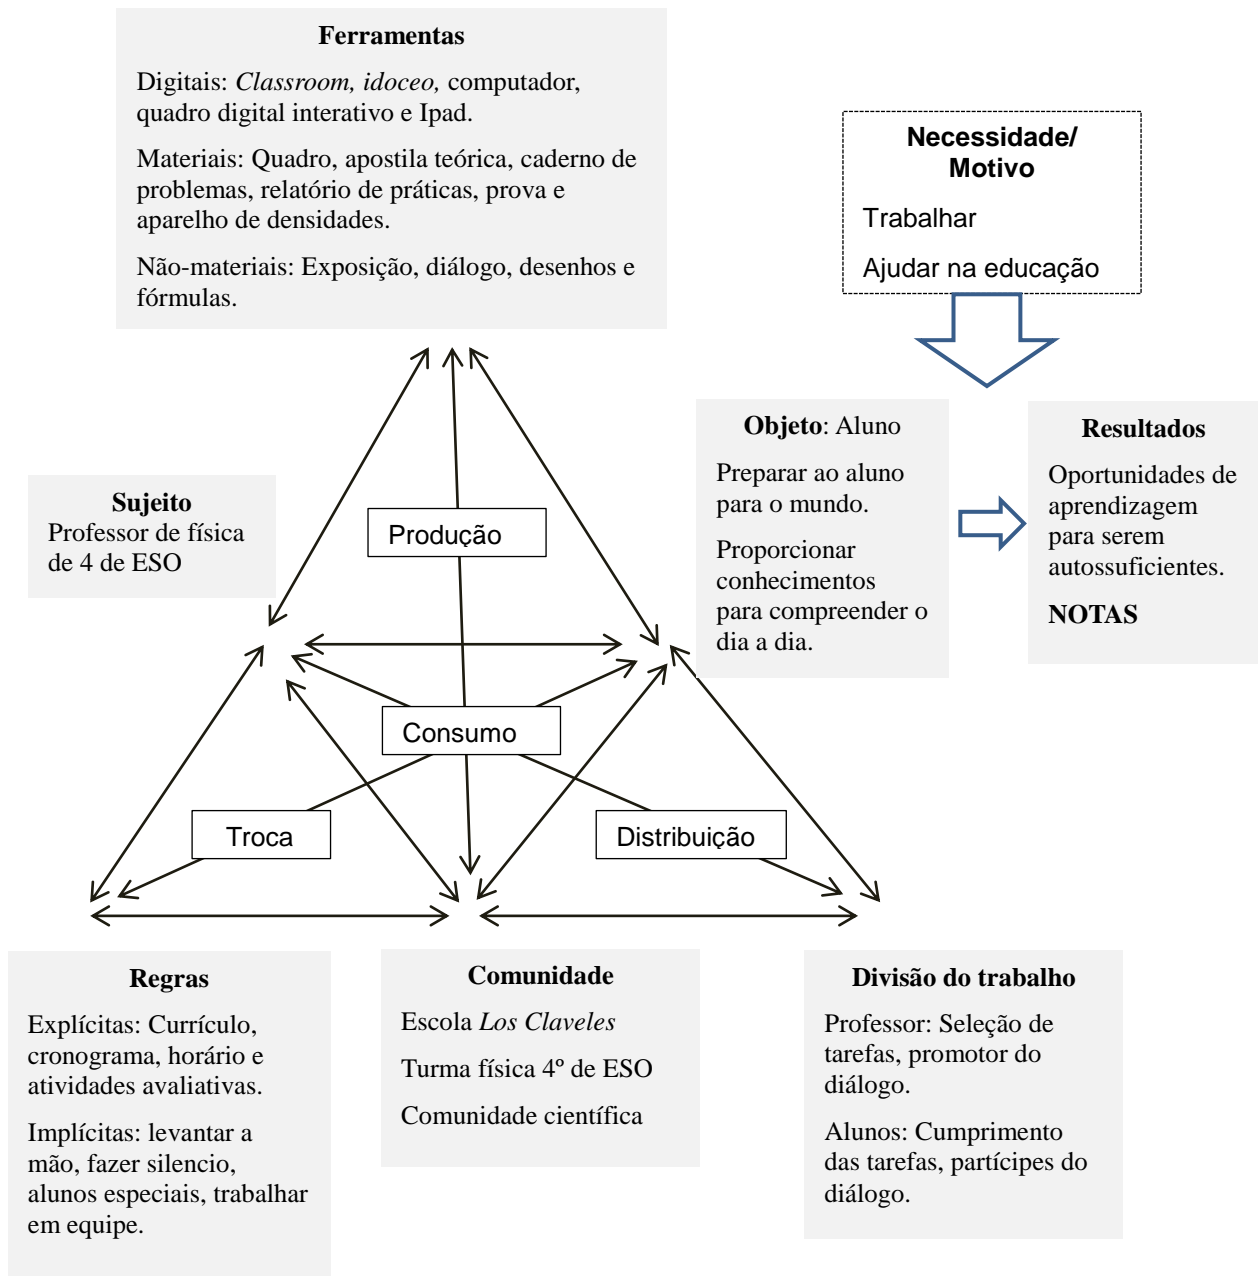 Ferramentas
Digitais: Classroom, idoceo, computador,
quadro digital interativo e Ipad.
Materiais: Quadro, apostila teórica, caderno de
problemas, relatório de práticas, prova e
aparelho de densidades.
Não-materiais: Exposição, diálogo, desenhos e
fórmulas.
Necessidade/
Motivo
Trabalhar
Ajudar na educação
Sujeito
Professor de física
de 4 de ESO
Produção
Objeto: Aluno
Preparar ao aluno
para o mundo.
Proporcionar
conhecimentos
para compreender o
dia a dia.
Resultados
Oportunidades de
aprendizagem
para serem
autossuficientes.
NOTAS
Consumo
Troca
Distribuição
Regras
Explícitas: Currículo,
cronograma, horário e
atividades avaliativas.
Implícitas: levantar a
mão, fazer silencio,
alunos especiais, trabalhar
em equipe.
Comunidade
Escola Los Claveles
Turma física 4º de ESO
Comunidade científica
Divisão do trabalho
Professor: Seleção de
tarefas, promotor do
diálogo.
Alunos: Cumprimento
das tarefas, partícipes do
diálogo.